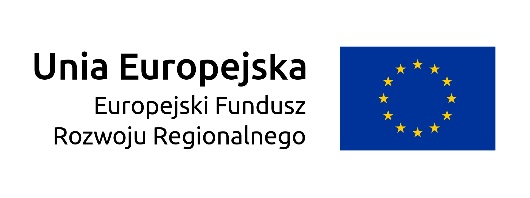 Unia Europejska
Europejski Fundusz
Rozwoju Regionalnego